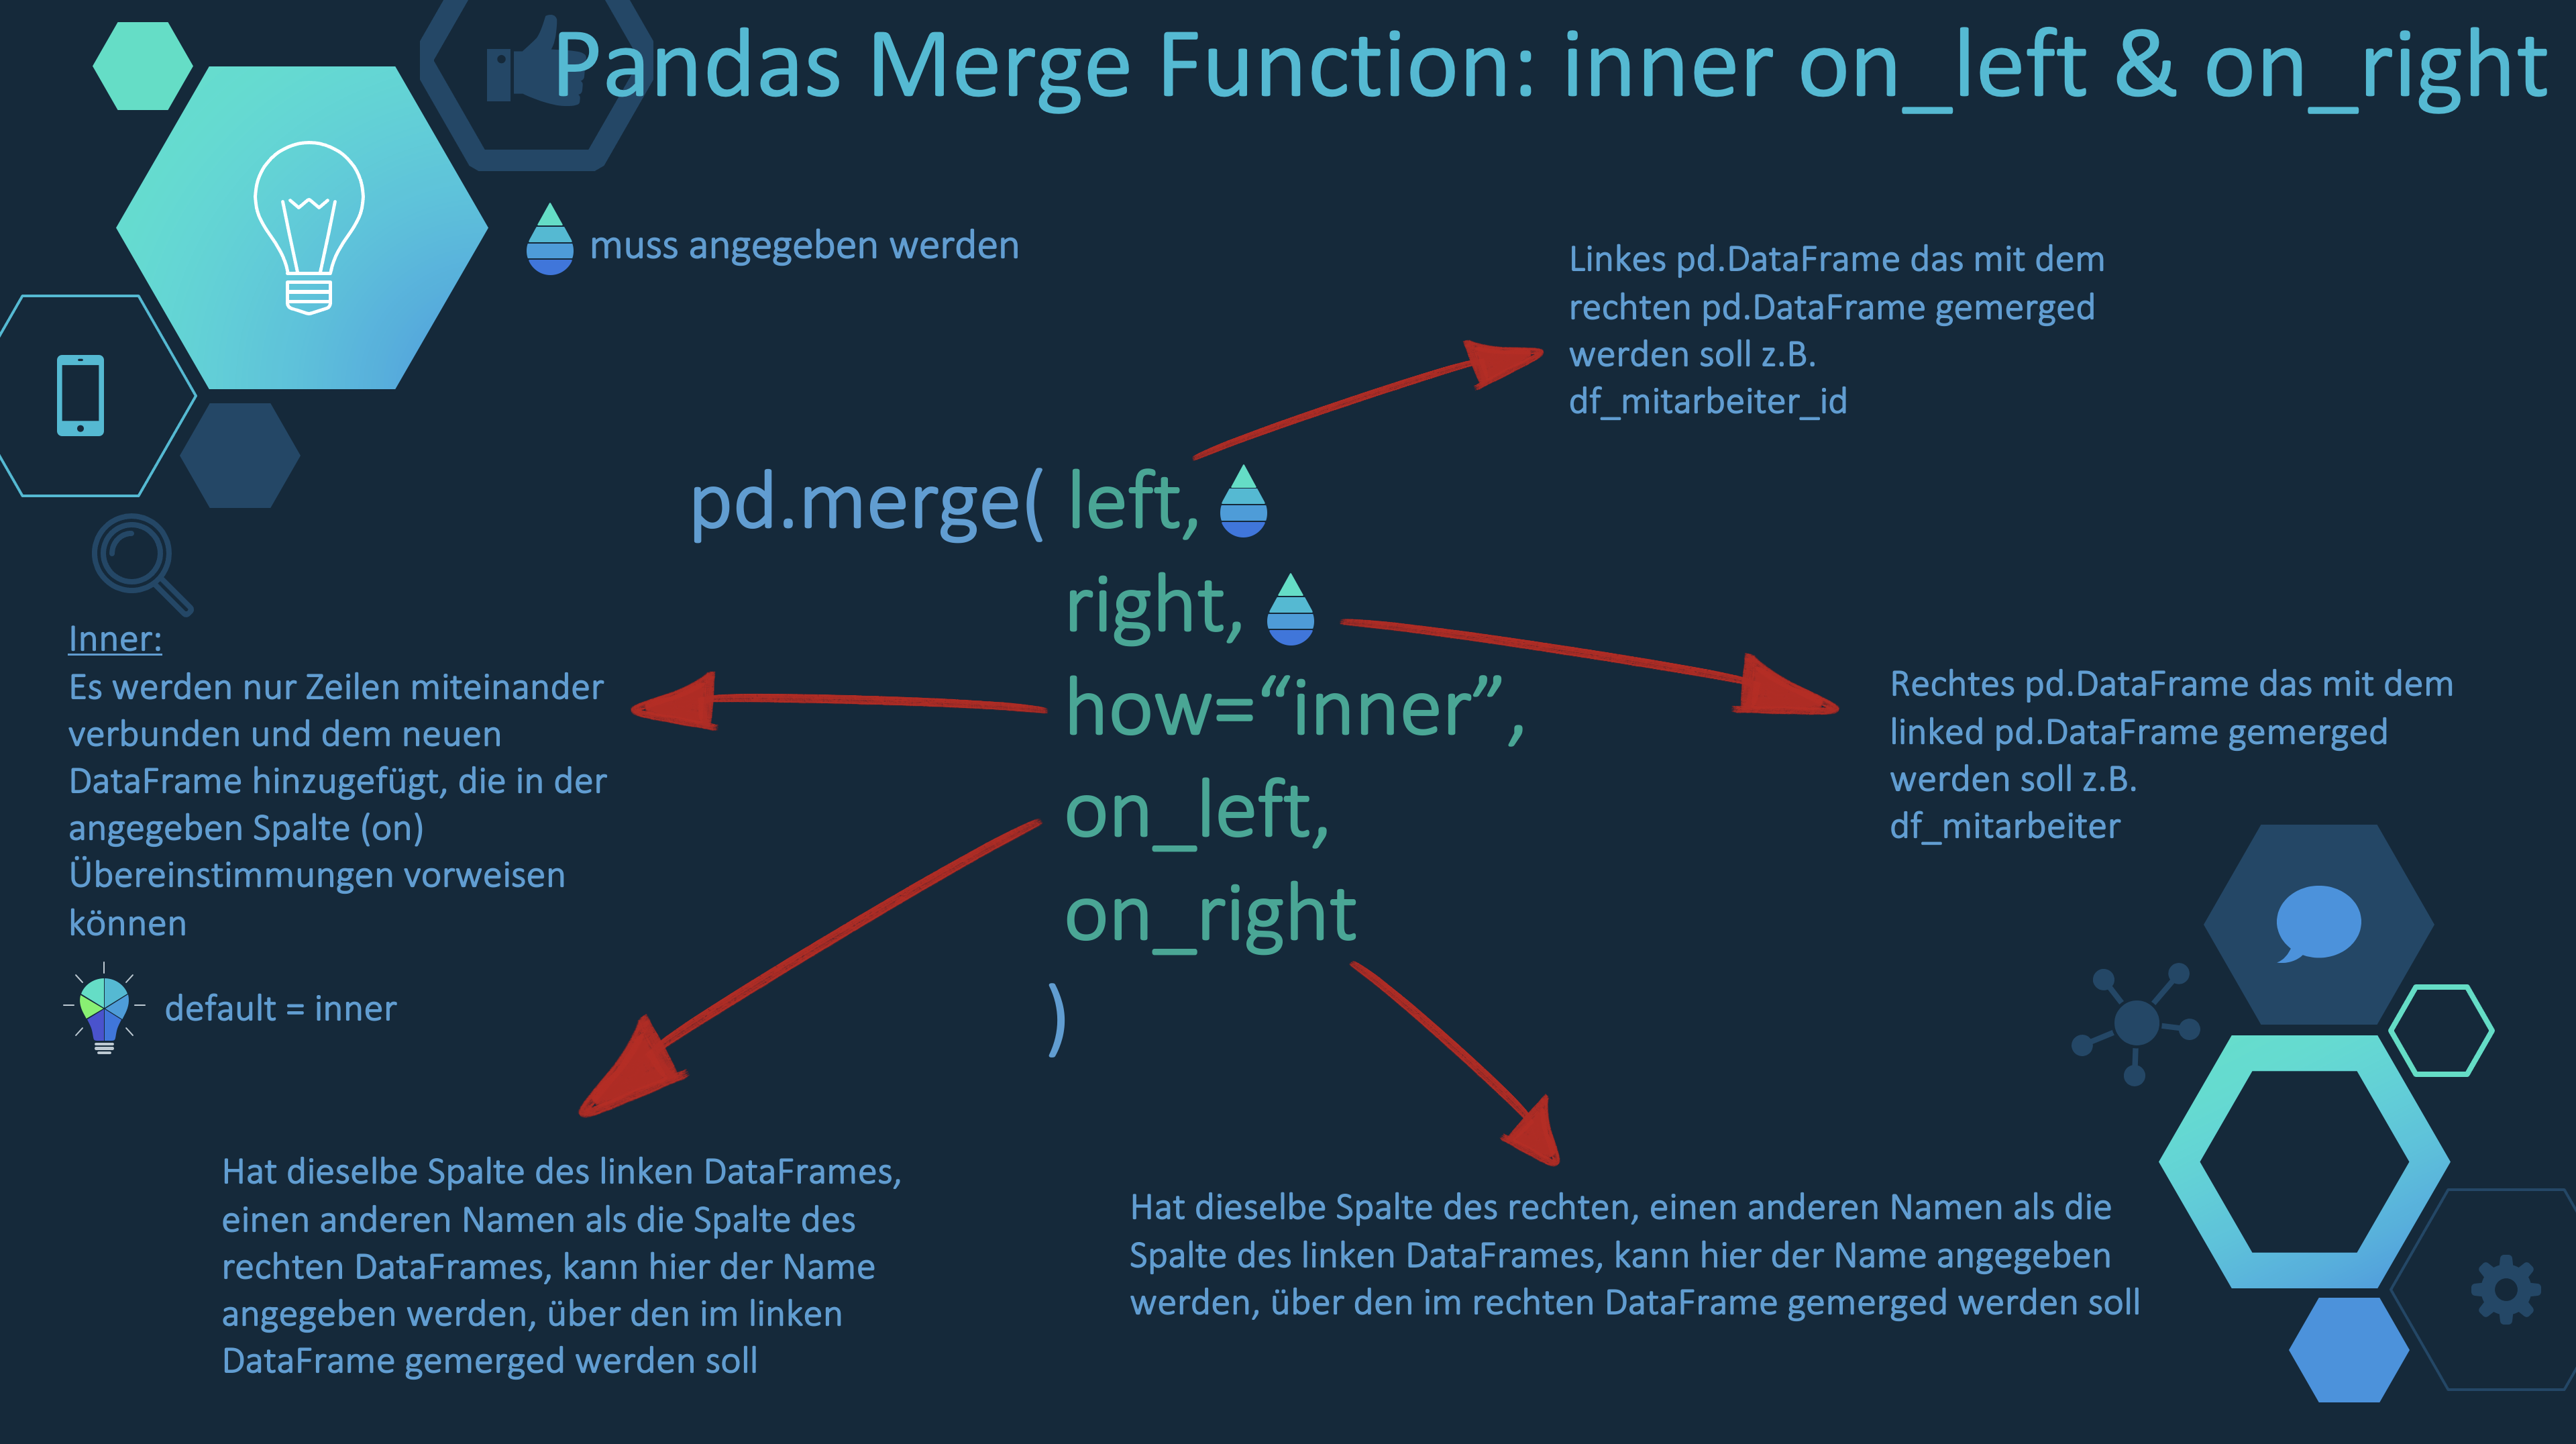 Pandas Merge Function: inner on_left & on_right
muss angegeben werden
Linkes pd.DataFrame das mit dem
rechten pd.DataFrame gemerged
werden soll z.B.
df_mitarbeiter_id
pd.merge( left,
right,
how=“inner”,
on_left,
on_right
)
Inner:
Es werden nur Zeilen miteinander
verbunden und dem neuen
DataFrame hinzugefügt, die in der
angegeben Spalte (on)
Übereinstimmungen vorweisen
können
default = inner
Rechtes pd.DataFrame das mit dem
linked pd.DataFrame gemerged
werden soll z.B.
df_mitarbeiter
Hat dieselbe Spalte des linken DataFrames,
einen anderen Namen als die Spalte des
rechten DataFrames, kann hier der Name
angegeben werden, über den im linken
DataFrame gemerged werden soll
Hat dieselbe Spalte des rechten, einen anderen Namen als die
Spalte des linken DataFrames, kann hier der Name angegeben
werden, über den im rechten DataFrame gemerged werden soll